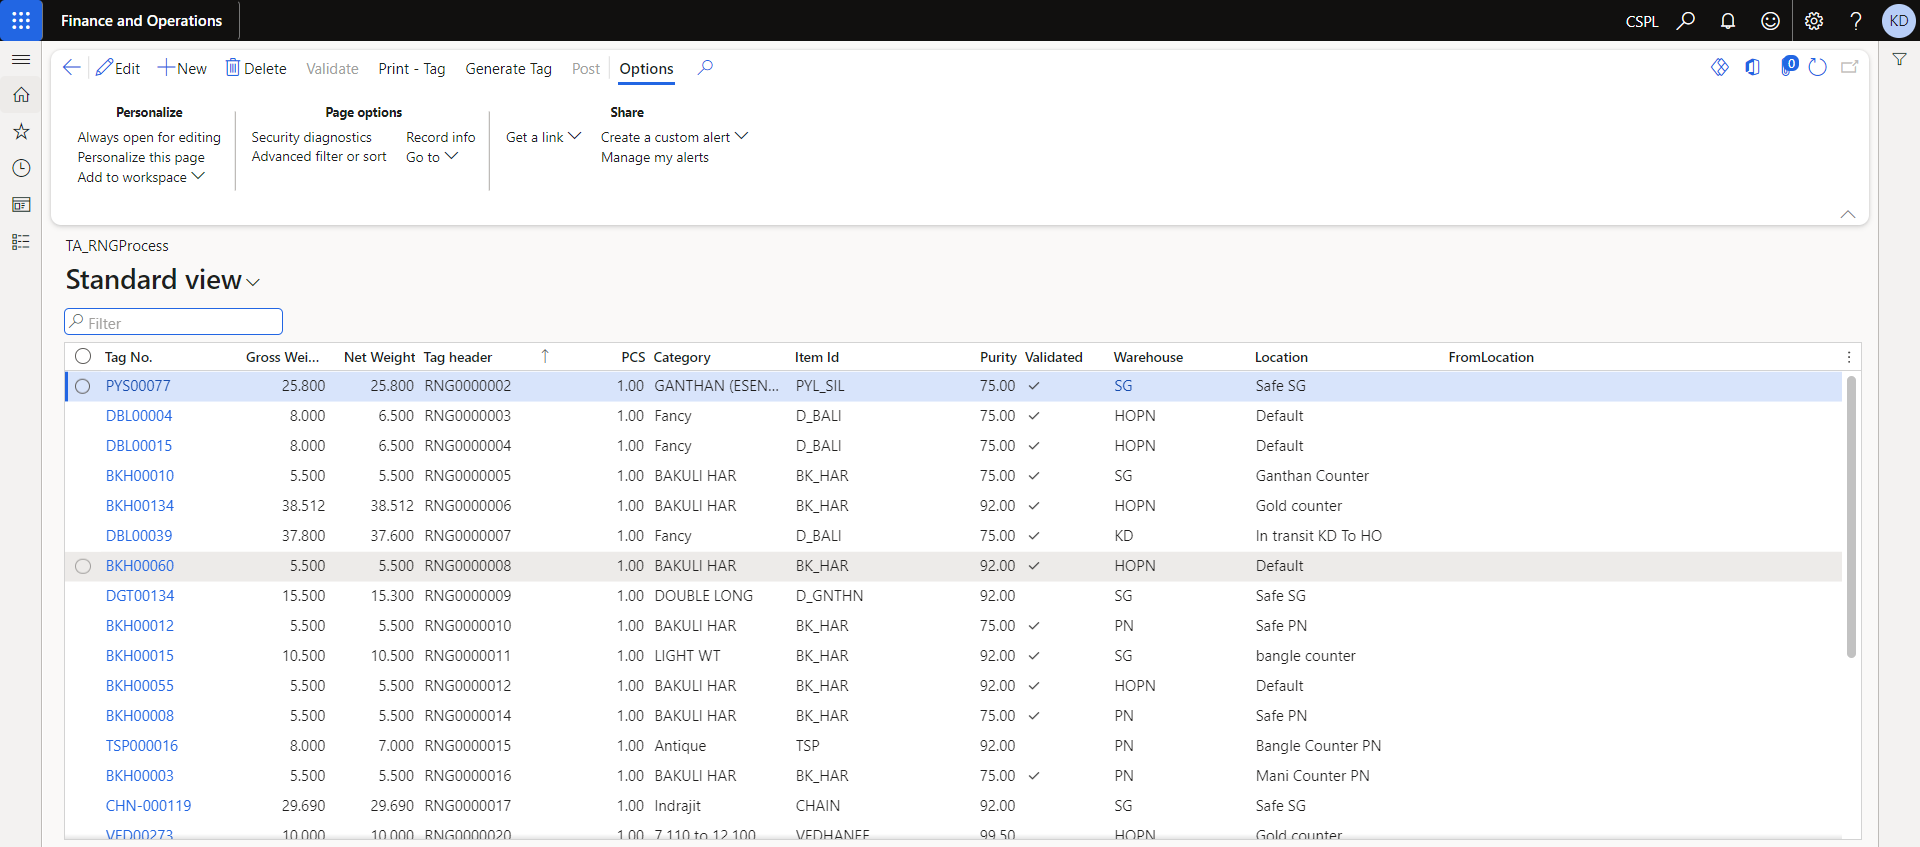 Finance and Operations
CSPL
KD
Edit New Delete Validate Print - Tag Generate Tag Post Options
0
Personalize
Always open for editing
Personalize this page
Add to workspace
Page options
Security diagnostics Record info
Advanced filter or sort Go to
Share
Get a link Create a custom alert
Manage my alerts
TA_RNGProcess
Standard view
Filter
Tag No. Gross Wei... Net Weight Tag header PCS Category Item Id Purity Validated Warehouse Location FromLocation
PYS00077 25.800 25.800 RNG0000002 1.00 GANTHAN (ESEN... PYL_SIL 75.00 SG Safe SG
DBL00004 8.000 6.500 RNG0000003 1.00 Fancy D_BALI 75.00 HOPN Default
DBL00015 8.000 6.500 RNG0000004 1.00 Fancy D_BALI 75.00 HOPN Default
BKH00010 5.500 5.500 RNG0000005 1.00 BAKULI HAR BK_HAR 75.00 SG Ganthan Counter
BKH00134 38.512 38.512 RNG0000006 1.00 BAKULI HAR BK_HAR 92.00 HOPN Gold counter
DBL00039 37.800 37.600 RNG0000007 1.00 Fancy D_BALI 75.00 KD In transit KD To HO
BKH00060 5.500 5.500 RNG0000008 1.00 BAKULI HAR BK_HAR 92.00 HOPN Default
DGT00134 15.500 15.300 RNG0000009 1.00 DOUBLE LONG D_GNTHN 92.00 SG Safe SG
BKH00012 5.500 5.500 RNG0000010 1.00 BAKULI HAR BK_HAR 75.00 PN Safe PN
BKH00015 10.500 10.500 RNG0000011 1.00 LIGHT WT BK_HAR 92.00 SG bangle counter
BKH00055 5.500 5.500 RNG0000012 1.00 BAKULI HAR BK_HAR 92.00 HOPN Default
BKH00008 5.500 5.500 RNG0000014 1.00 BAKULI HAR BK_HAR 75.00 PN Safe PN
TSP000016 8.000 7.000 RNG0000015 1.00 Antique TSP 92.00 PN Bangle Counter PN
BKH00003 5.500 5.500 RNG0000016 1.00 BAKULI HAR BK_HAR 75.00 PN Mani Counter PN
CHN-000119 29.690 29.690 RNG0000017 1.00 Indrajit CHAIN 92.00 SG Safe SG
VED00273 10.000 10.000 RNG0000020 1.00 7.110 to 12.100 VEDHANEE 99.50 HOPN Gold counter